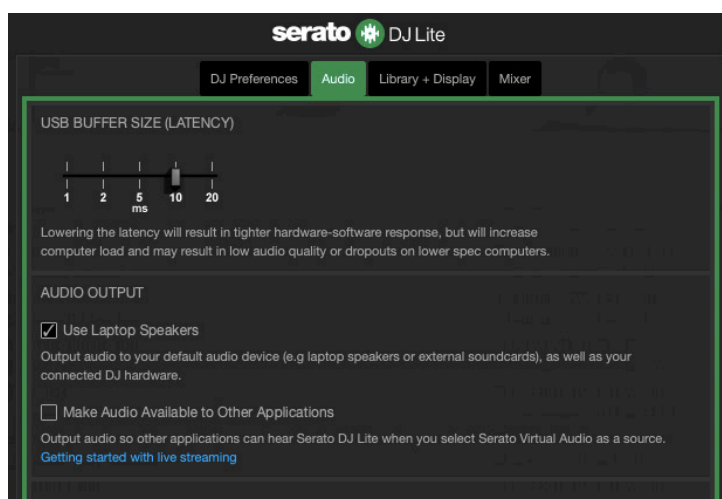 serato DJ Lite
DJ Preferences Audio Library + Display Mixer
USB BUFFER SIZE (LATENCY)
1 2 5 10 20
ms
Lowering the latency will result in tighter hardware-software response, but will increase
computer load and may result in low audio quality or dropouts on lower spec computers.
AUDIO OUTPUT
Use Laptop Speakers
Output audio to your default audio device (e.g laptop speakers or external soundcards), as well as your
connected DJ hardware.
Make Audio Available to Other Applications
Output audio so other applications can hear Serato DJ Lite when you select Serato Virtual Audio as a source.
Getting started with live streaming